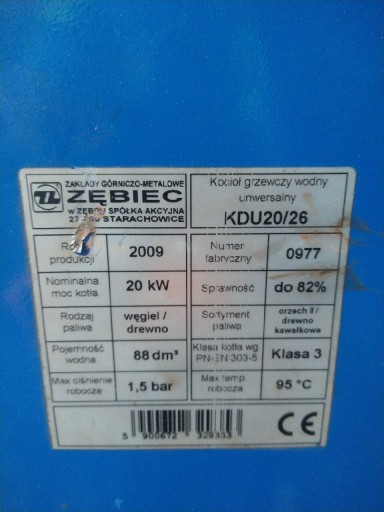 ZAKŁADY GÓRNICZO-METALOWE
ZĘBIEC
w ZĘBCU SPÓŁKA AKCYJNA
STARACHOWICE
Kocioł grzewczy wodny
uniwersalny
KDU20/26
produkcji
2009
Numer
fabryczny
0977
Nominalna
moc kotła
20 kW
Sprawność
do 82%
Rodzaj
paliwa
węgiel /
drewno
Sortyment
paliwa
orzech II /
drewno
kawałkowe
Pojemność
wodna
88 dm³
Klasa kotła wg
PN-EN 303-5
Klasa 3
Max ciśnienie
robocze
1,5 bar
Max temp.
robocza
95 °C
5 900672 329333
CE